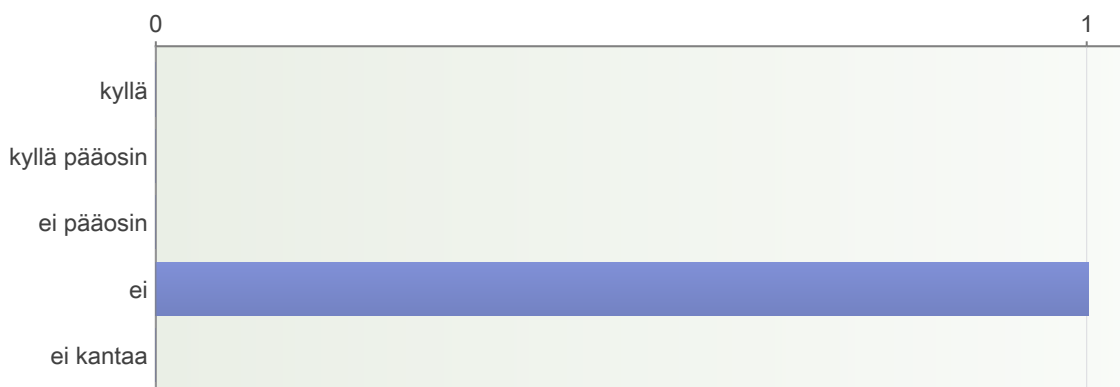 0 1
kyllä
kyllä pääosin
ei pääosin
ei
ei kantaa